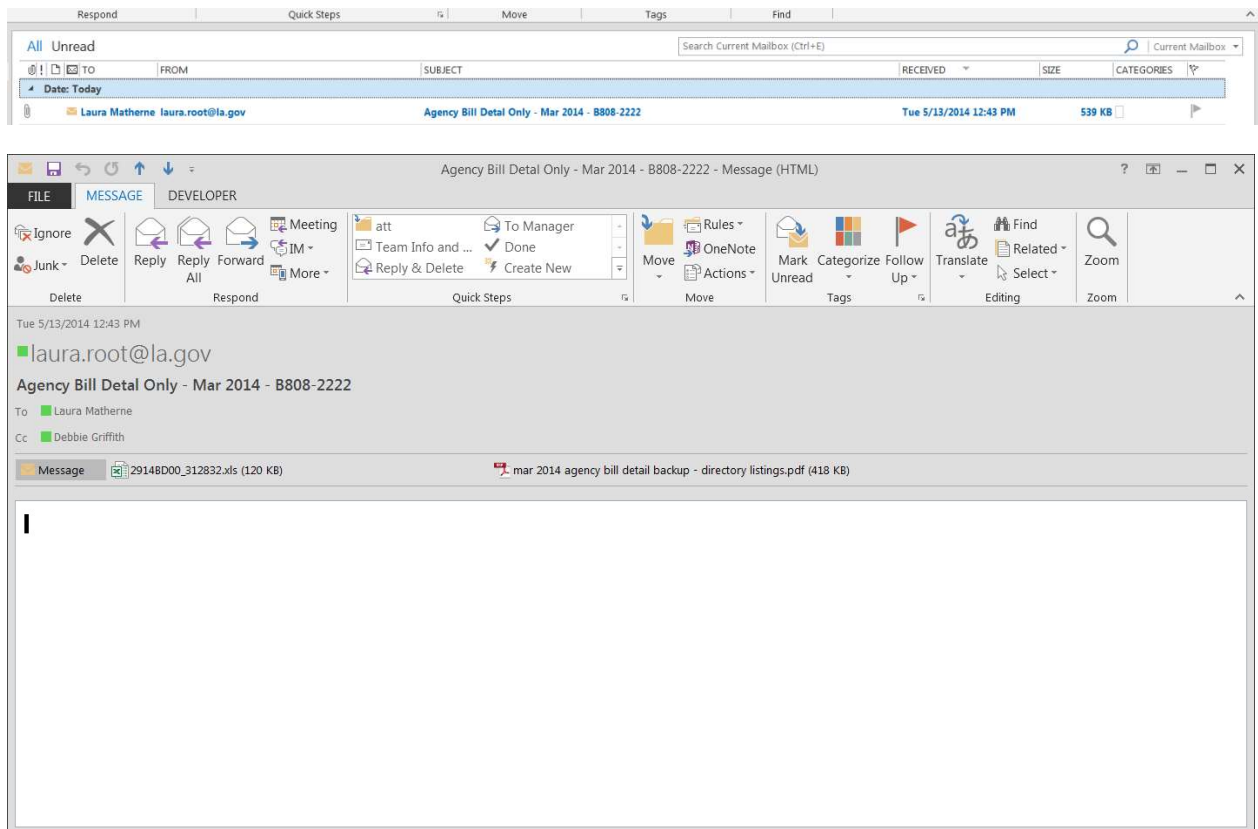 Respond Quick Steps Move Tags Find
All Unread Search Current Mailbox (Ctrl+E) Current Mailbox
! TO FROM SUBJECT RECEIVED SIZE CATEGORIES
Date: Today
Laura Matherne laura.root@la.gov Agency Bill Detal Only - Mar 2014 - B808-2222 Tue 5/13/2014 12:43 PM 539 KB
Agency Bill Detal Only - Mar 2014 - B808-2222 - Message (HTML) ?
FILE MESSAGE DEVELOPER
Ignore Meeting att To Manager Rules Find
Junk Delete Reply Reply All Forward IM Team Info and ... Done Move OneNote Mark Unread Categorize Follow Up Translate Related Zoom
More Reply & Delete Create New Actions Select
Delete Respond Quick Steps Move Tags Editing Zoom
Tue 5/13/2014 12:43 PM
laura.root@la.gov
Agency Bill Detal Only - Mar 2014 - B808-2222
To Laura Matherne
Cc Debbie Griffith
Message 2914BD00_312832.xls (120 KB) mar 2014 agency bill detail backup - directory listings.pdf (418 KB)